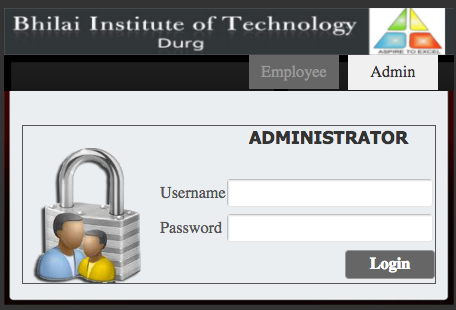 Bhilai Institute of Technology
Durg
ASPIRE TO EXCEL
Employee Admin
ADMINISTRATOR
Username
Password
Login